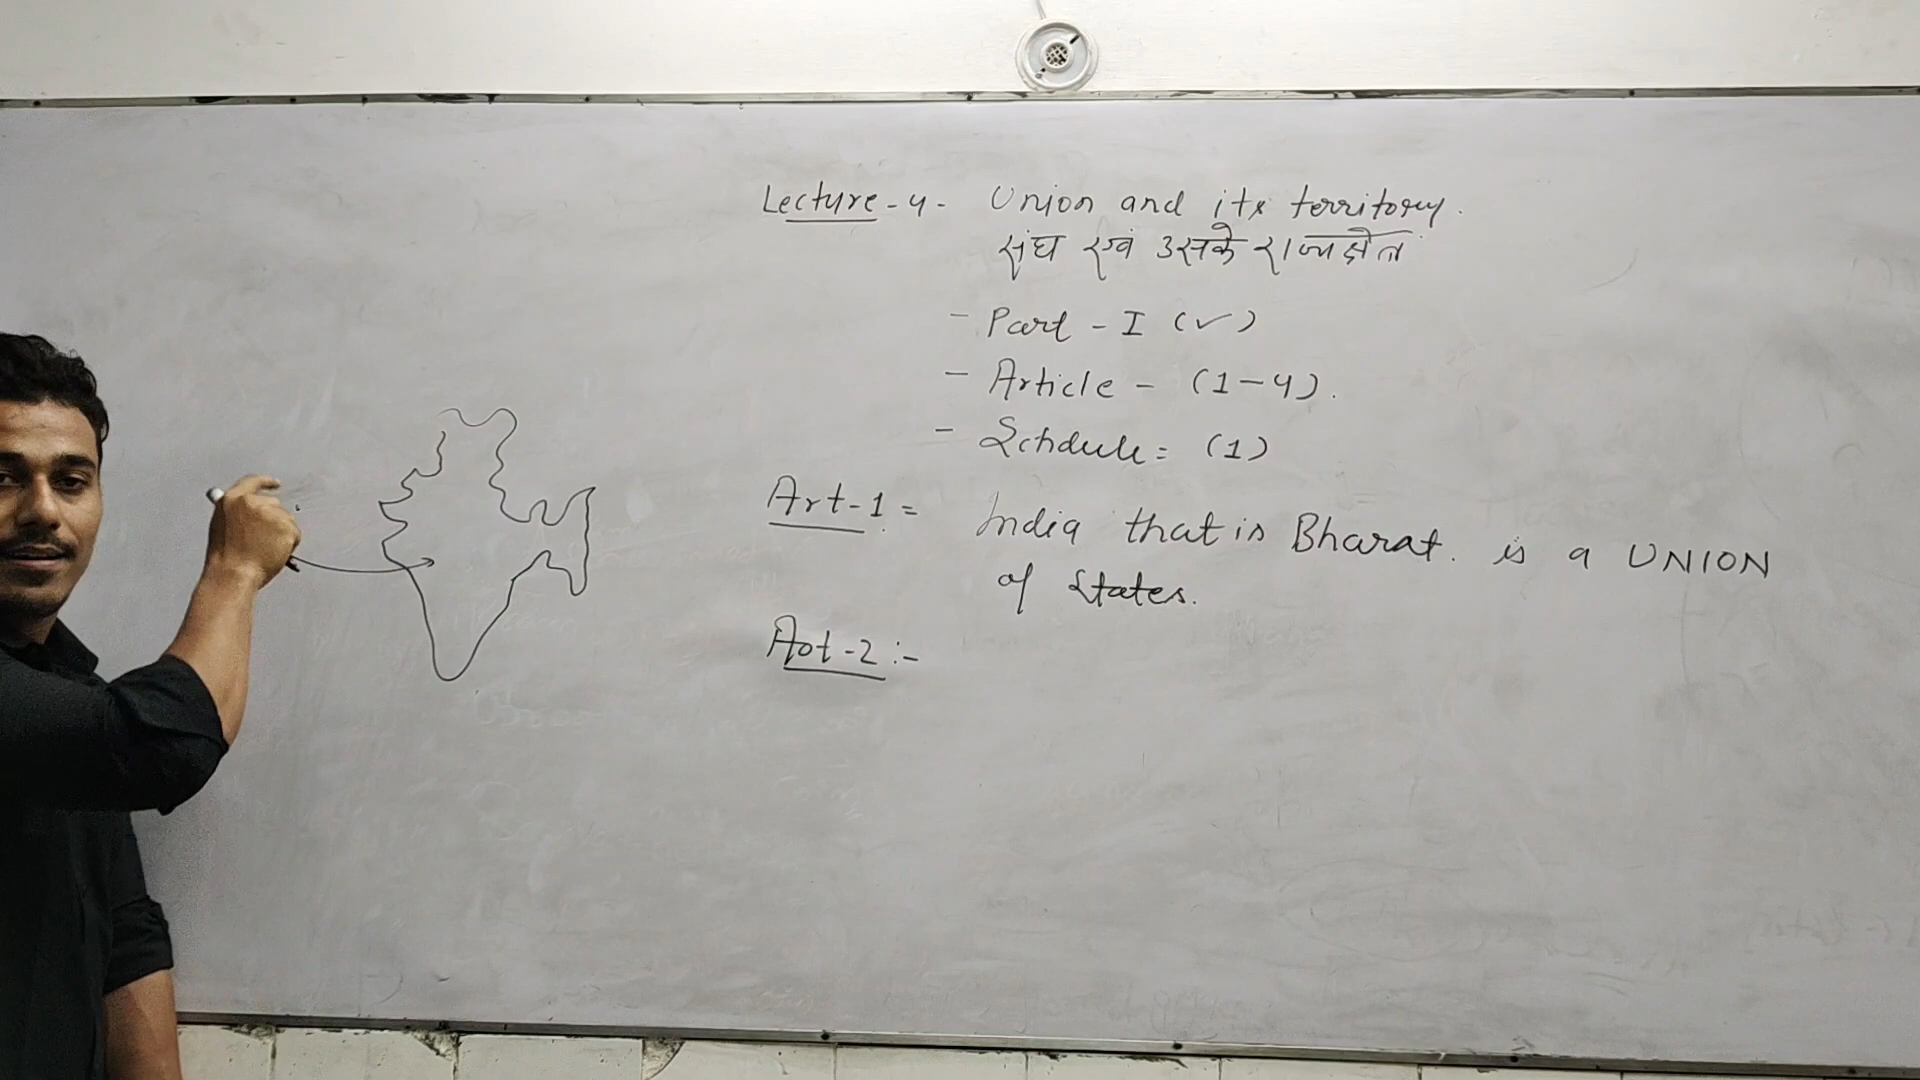 Lecture - 4 - Union and its territory.
संघ एवं उसके राज्यक्षेत्र
- Part - I (✓)
- Article - (1-4).
- Schdule = (1)
Art-1 = India that is Bharat. is a UNION
of States.
Art-2 :-